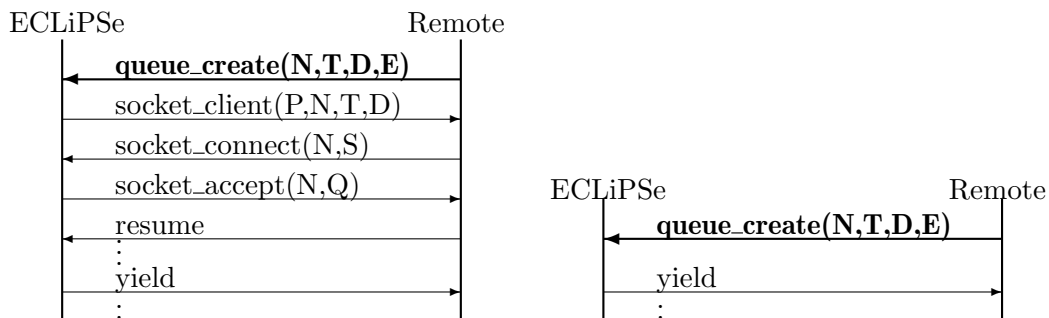 ECLiPSe Remote
queue_create(N,T,D,E)
socket_client(P,N,T,D)
socket_connect(N,S)
socket_accept(N,Q)
resume
yield
ECLiPSe Remote
queue_create(N,T,D,E)
yield